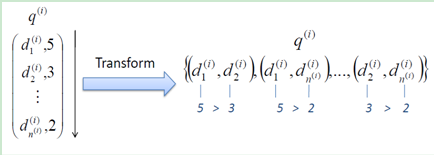 q^{(i)}
d_1^{(i)},5
d_2^{(i)},3
⋮
d_{n^{(i)}}^{(i)},2
Transform
q^{(i)}
{(d_1^{(i)},d_2^{(i)}),(d_1^{(i)},d_{n^{(i)}}^{(i)}),...,(d_2^{(i)},d_{n^{(i)}}^{(i)})}
5 > 3 5 > 2 3 > 2